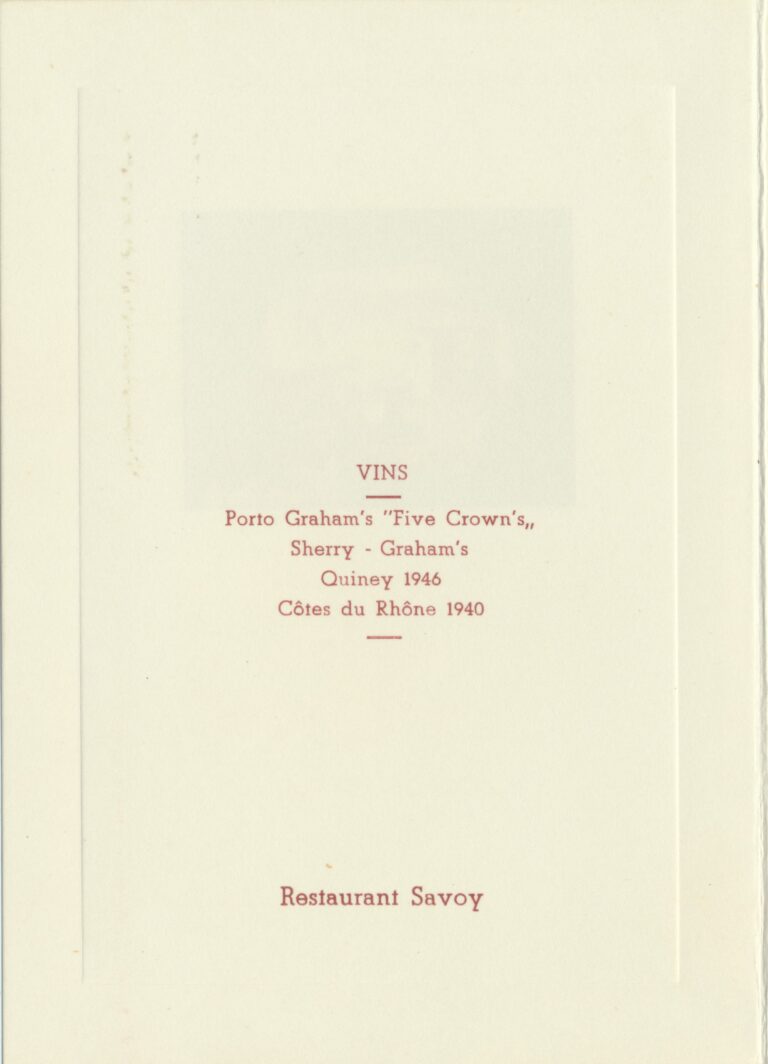 VINS
Porto Graham's "Five Crown's„
Sherry - Graham's
Quiney 1946
Côtes du Rhône 1940
Restaurant Savoy